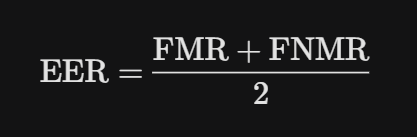 EER = (FMR + FNMR) / 2